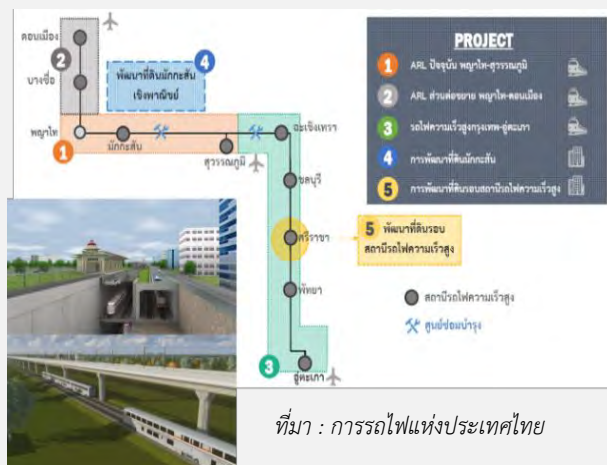 ดอนเมือง
2
บางซื่อ
พญาไท
1
มักกะสัน
พัฒนาที่ดินมักกะสัน
เชิงพาณิชย์
4
สุวรรณภูมิ
ฉะเชิงเทรา
ชลบุรี
ศรีราชา
พัทยา
3
อู่ตะเภา
5 พัฒนาที่ดินรอบ
สถานีรถไฟความเร็วสูง
PROJECT
1 ARL ปัจจุบัน พญาไท-สุวรรณภูมิ
2 ARL ส่วนต่อขยาย พญาไท-ดอนเมือง
3 รถไฟความเร็วสูงกรุงเทพ-อู่ตะเภา
4 การพัฒนาที่ดินมักกะสัน
5 การพัฒนาที่ดินรอบสถานีรถไฟความเร็วสูง
สถานีรถไฟความเร็วสูง
ศูนย์ซ่อมบำรุง
ที่มา : การรถไฟแห่งประเทศไทย